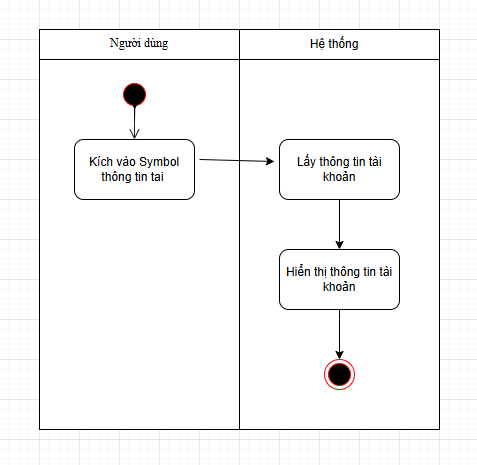 Người dùng
Hệ thống
Kích vào Symbol
thông tin tai
Lấy thông tin tài
khoản
Hiển thị thông tin tài
khoản